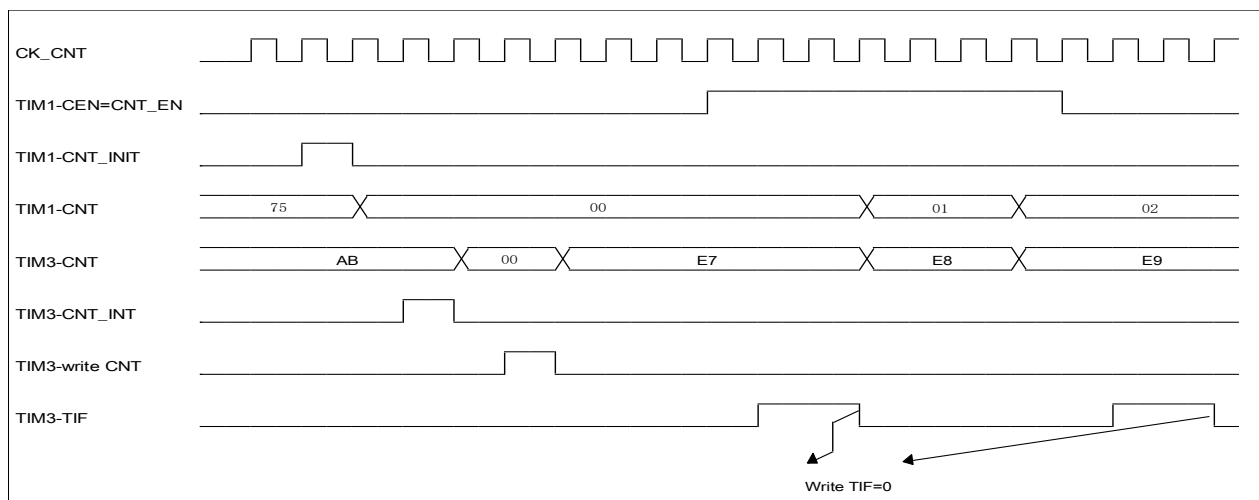 CK_CNT
TIM1-CEN=CNT_EN
TIM1-CNT_INIT
TIM1-CNT 75 00 01 02
TIM3-CNT AB 00 E7 E8 E9
TIM3-CNT_INT
TIM3-write CNT
TIM3-TIF
Write TIF=0